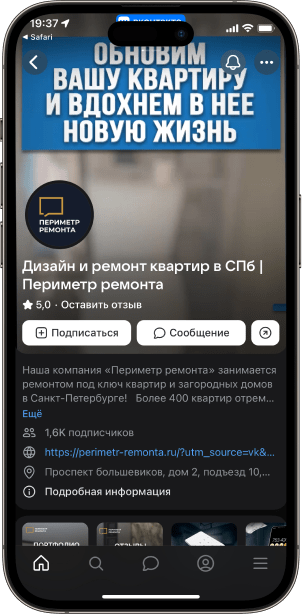 19:37
ВКОНТАКТЕ
Safari
ОБНОВИМ
ВАШУ КВАРТИРУ
И ВДОХНЕМ В НЕЕ
НОВУЮ ЖИЗНЬ
ПЕРИМЕТР
РЕМОНТА
Дизайн и ремонт квартир в СПб |
Периметр ремонта
5,0 · Оставить отзыв
Подписаться
Сообщение
Наша компания «Периметр ремонта» занимается
ремонтом под ключ квартир и загородных домов
в Санкт-Петербурге! Более 400 квартир отрем...
Ещё
1,6K подписчиков
https://perimetr-remonta.ru/?utm_source=vk&...
Проспект большевиков, дом 2, подъезд 10,...
Подробная информация
ПОРТФОЛИО
ОТЗЫВЫ